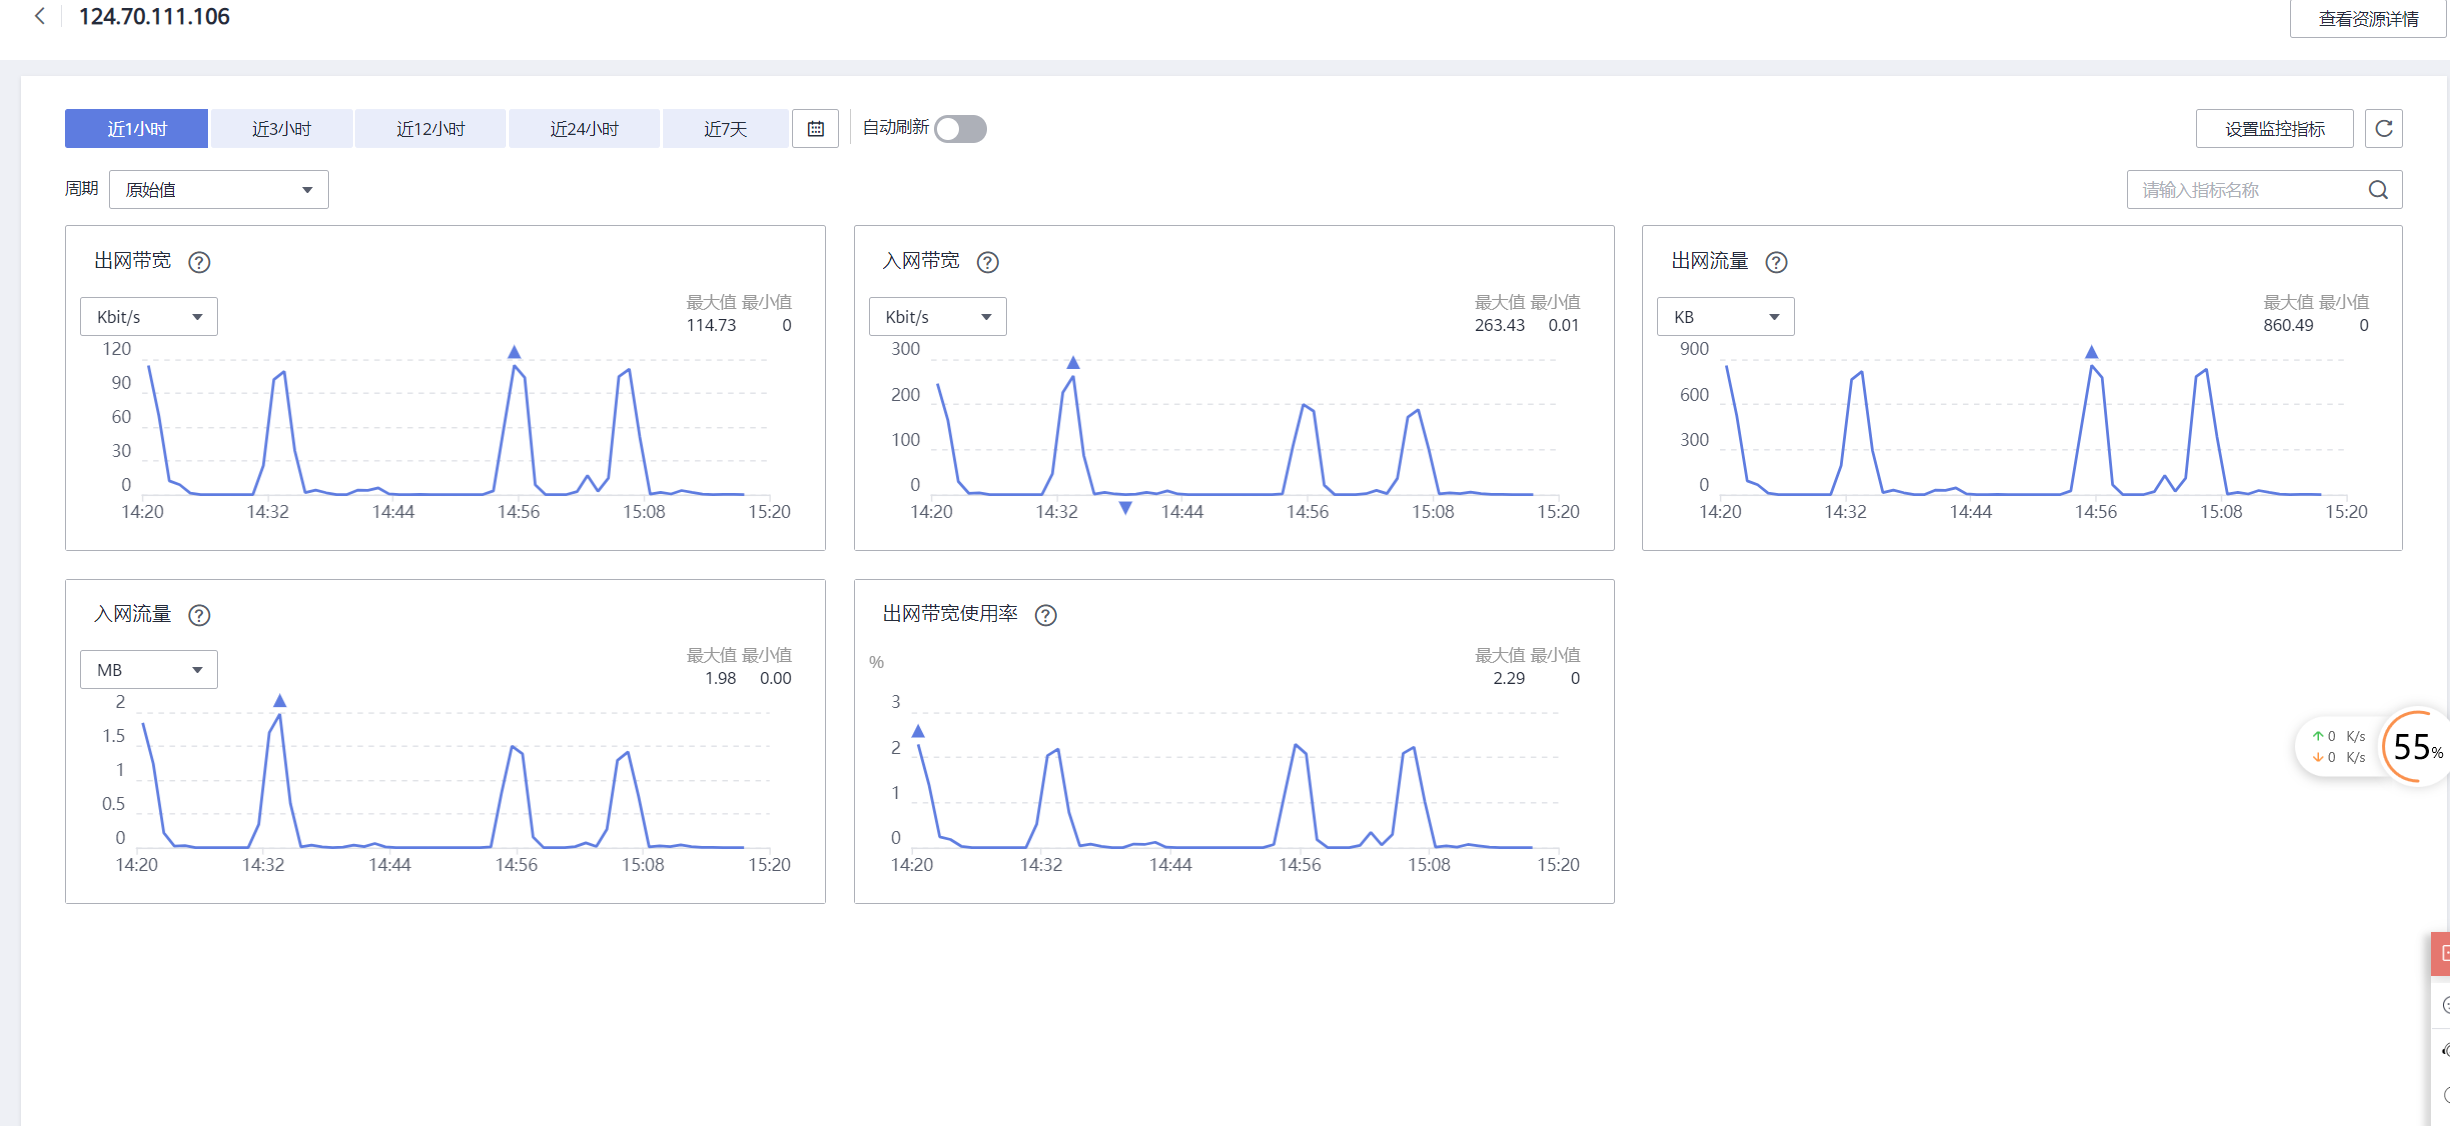 124.70.111.106
查看资源详情
近1小时
近3小时
近12小时
近24小时
近7天
自动刷新
设置监控指标
周期
原始值
请输入指标名称
出网带宽
Kbit/s
最大值 最小值
114.73 0
120
90
60
30
0
14:20 14:32 14:44 14:56 15:08 15:20
入网带宽
Kbit/s
最大值 最小值
263.43 0.01
300
200
100
0
14:20 14:32 14:44 14:56 15:08 15:20
出网流量
KB
最大值 最小值
860.49 0
900
600
300
0
14:20 14:32 14:44 14:56 15:08 15:20
入网流量
MB
最大值 最小值
1.98 0.00
2
1.5
1
0.5
0
14:20 14:32 14:44 14:56 15:08 15:20
出网带宽使用率
%
最大值 最小值
2.29 0
3
2
1
0
14:20 14:32 14:44 14:56 15:08 15:20
0 K/s
0 K/s
55%